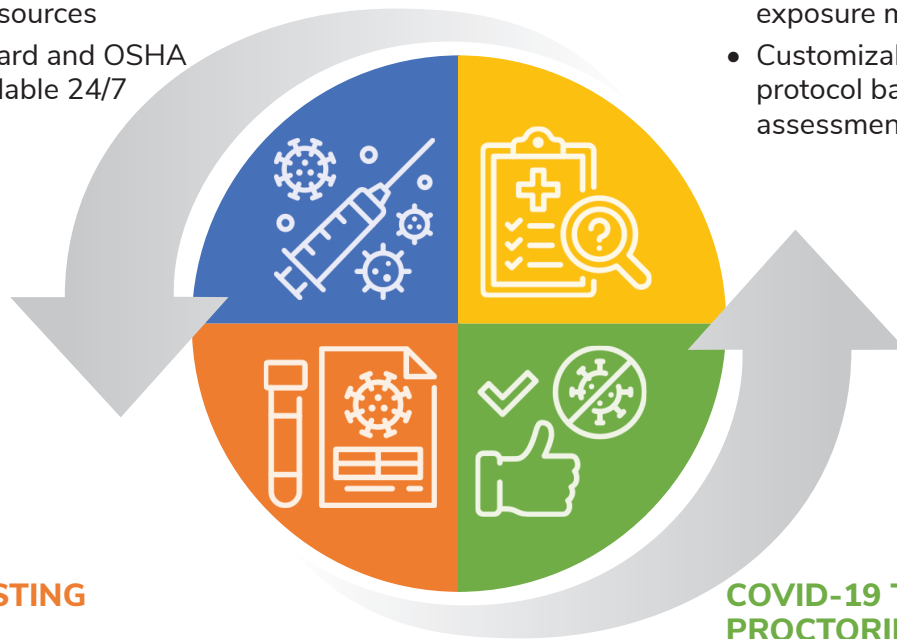 sources
ard and OSHA
lable 24/7
exposure m
• Customizal
protocol ba
assessmen
?
STING
COVID-19 T
PROCTORI